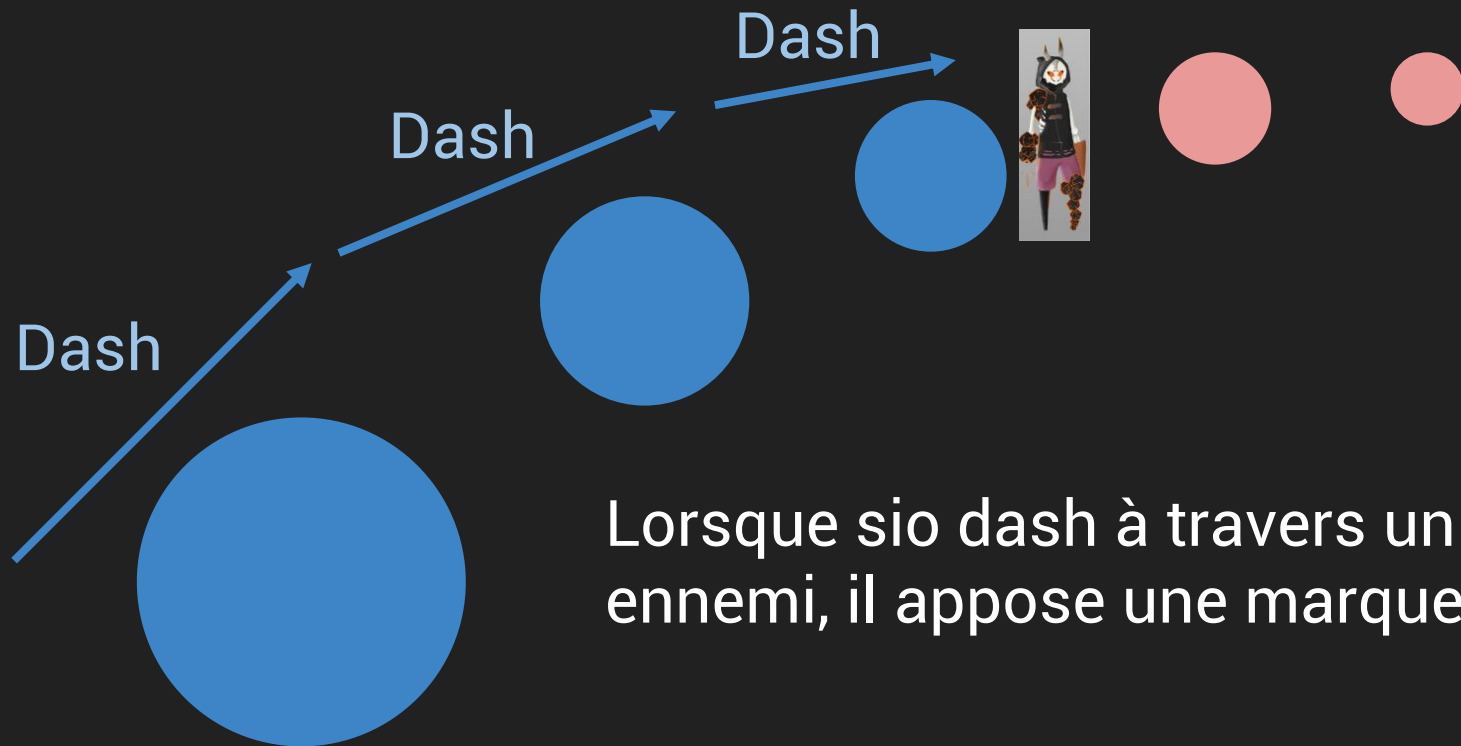 Dash
Dash
Dash
Lorsque sio dash à travers un
ennemi, il appose une marque